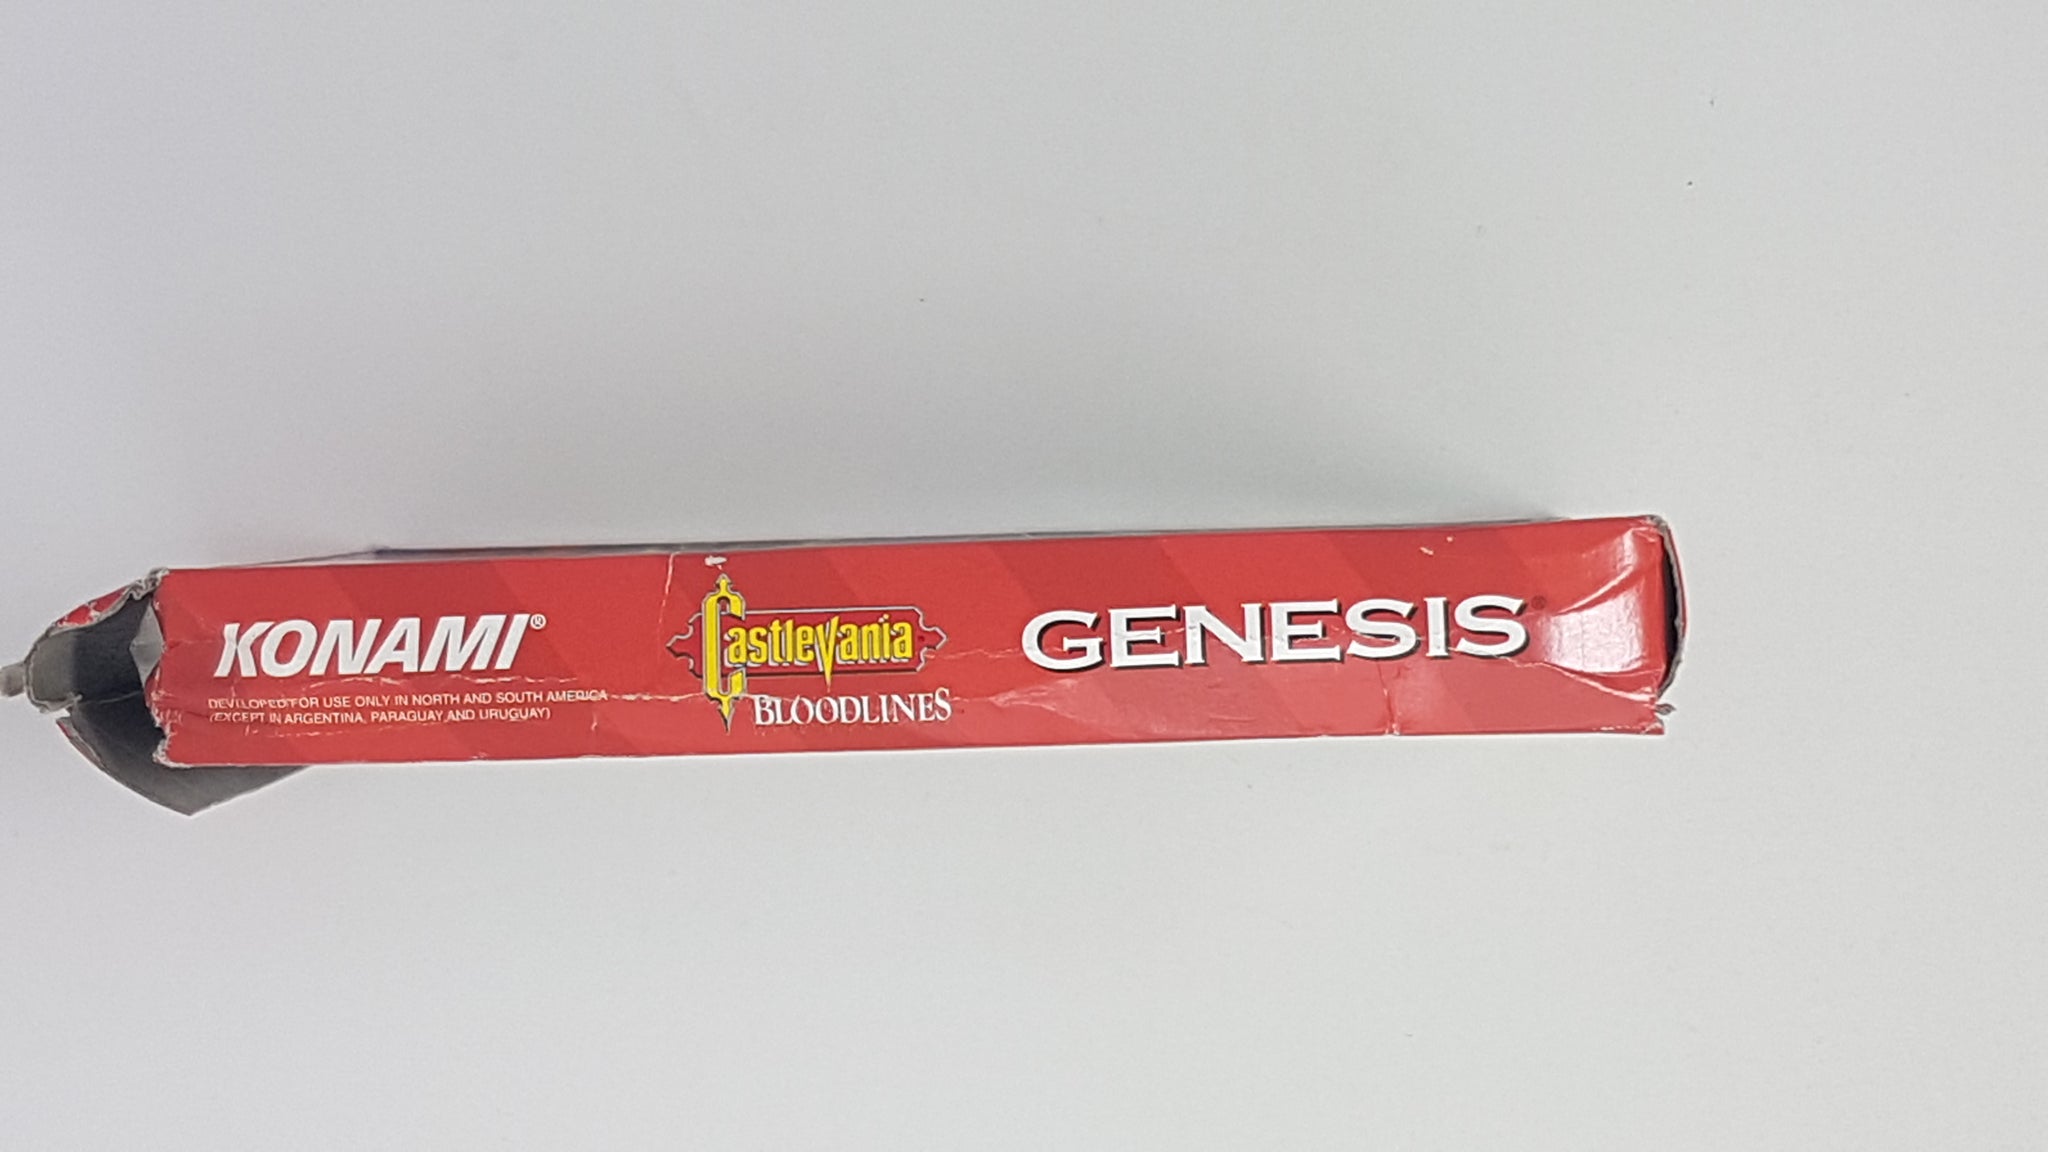 KONAMI®
DEVELOPED FOR USE ONLY IN NORTH AND SOUTH AMERICA
(EXCEPT IN ARGENTINA, PARAGUAY AND URUGUAY)
Castlevania
BLOODLINES
GENESIS®